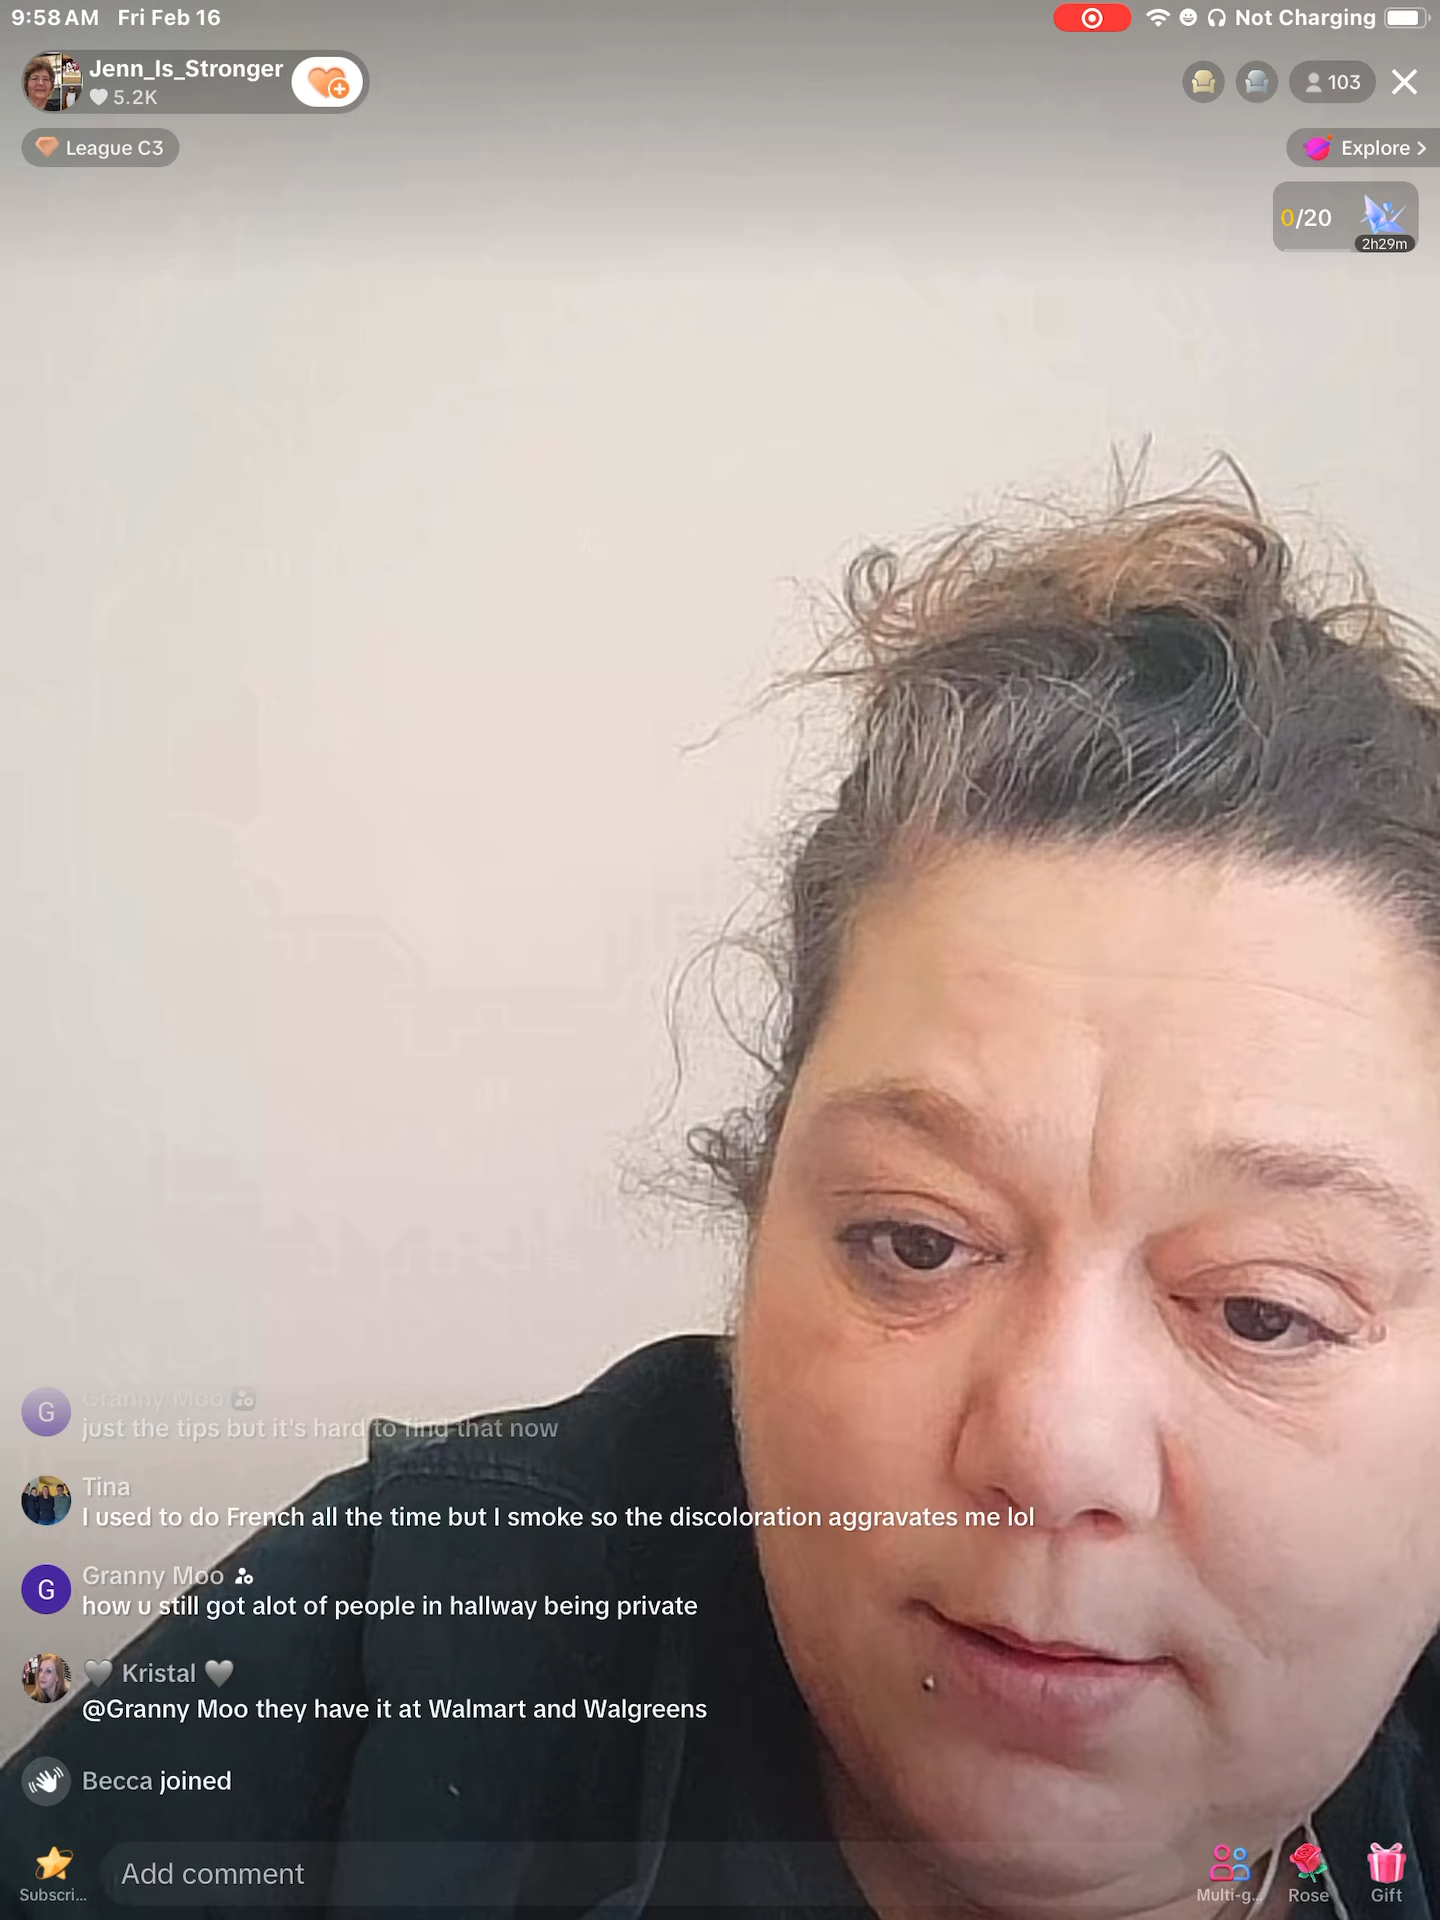 9:58 AM Fri Feb 16
Not Charging
Jenn_Is_Stronger
5.2K
103
League C3
Explore >
0/20
2h29m
G
Granny Moo
just the tips but it's hard to find that now
Tina
I used to do French all the time but I smoke so the discoloration aggravates me lol
G
Granny Moo
how u still got alot of people in hallway being private
Kristal
@Granny Moo they have it at Walmart and Walgreens
Becca joined
Add comment
Subscri...
Multi-g...
Rose
Gift